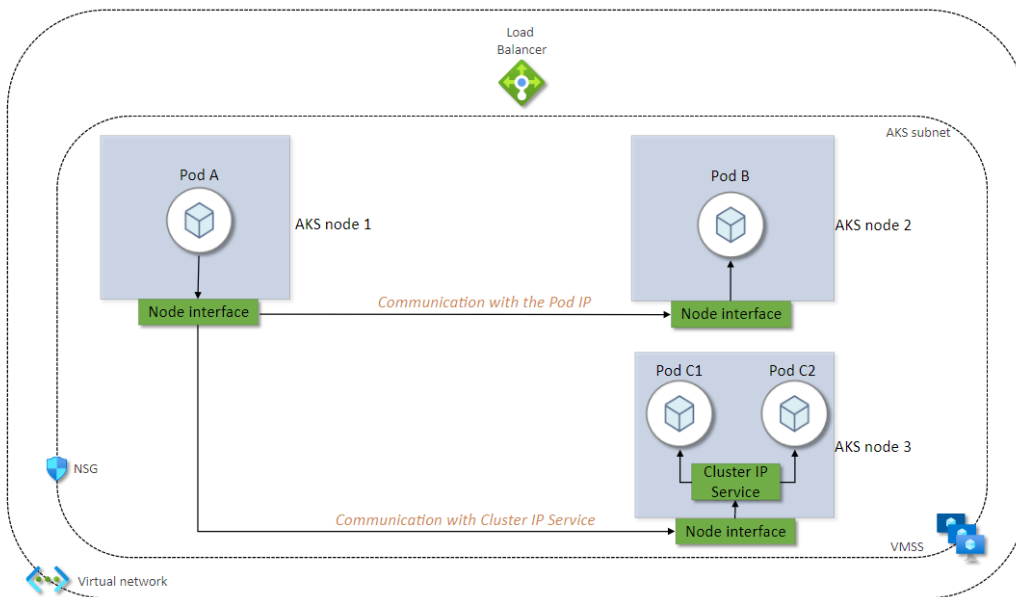 Load
Balancer
AKS subnet
Pod A
AKS node 1
Pod B
AKS node 2
Communication with the Pod IP
Node interface
Node interface
Pod C1
Pod C2
AKS node 3
Cluster IP
Service
NSG
Communication with Cluster IP Service
Node interface
VMSS
Virtual network